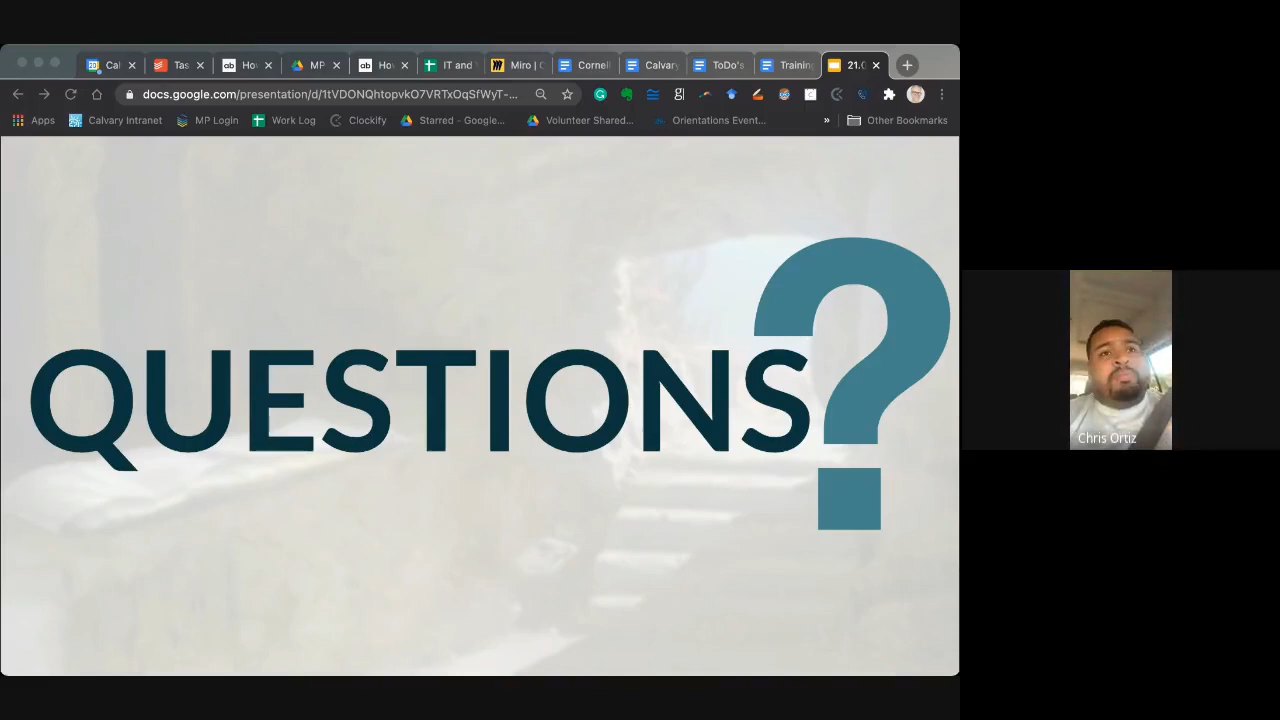 Cal
Tas
Hov
MP
Hov
IT and
Miro | C
Cornell
Calvary
ToDo's
Training
21.0
docs.google.com/presentation/d/1tVDONQhtopvkO7VRTxOqSfWyT-...
Apps
Calvary Intranet
MP Login
Work Log
Clockify
Starred - Google...
Volunteer Shared...
Orientations Event...
»
Other Bookmarks
QUESTIONS?
Chris Ortiz